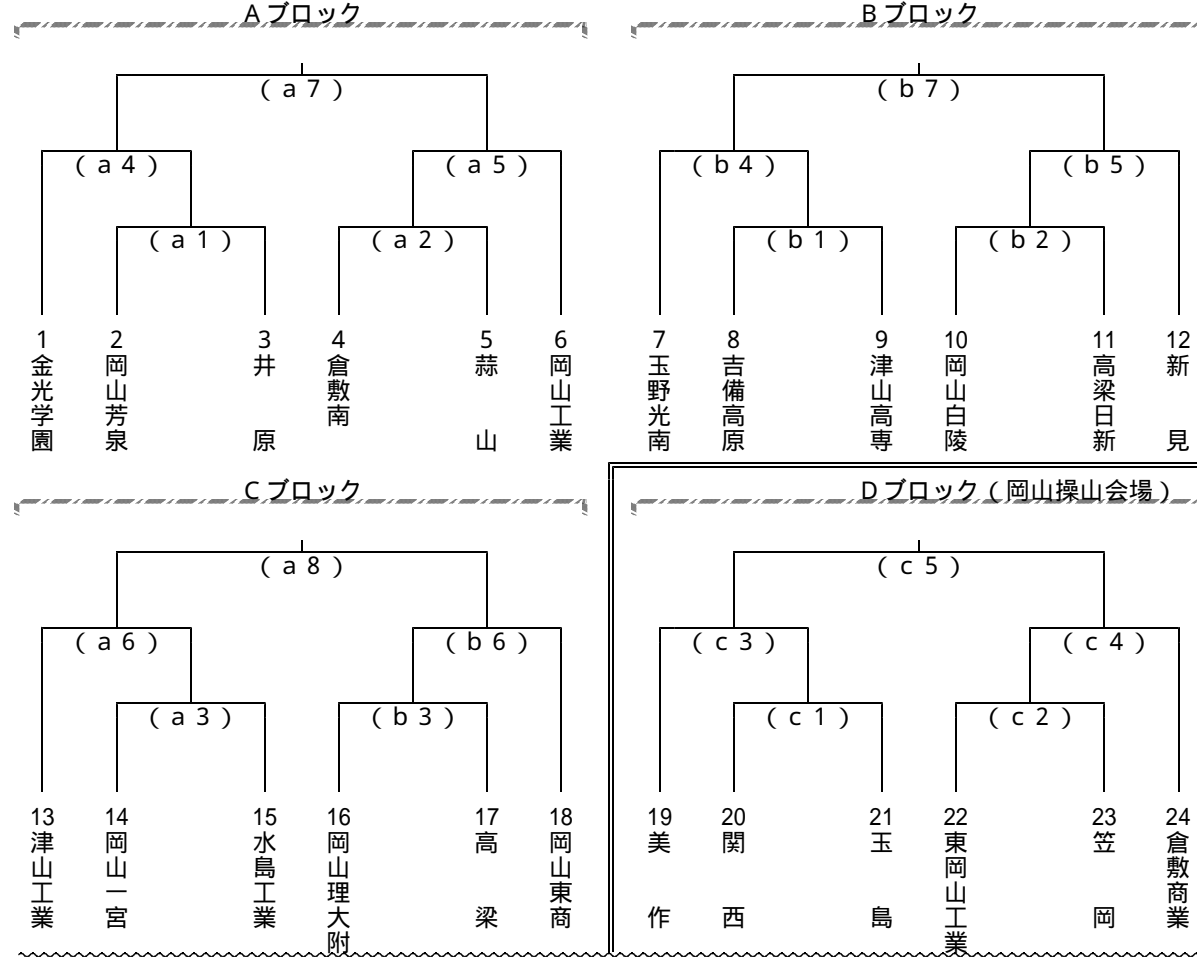 Aブロック
(a7)
(a4)
(a5)
(a1)
(a2)
1 金光学園
2 岡山芳泉
3 井原
4 倉敷南
5 蒜山
6 岡山工業
Bブロック
(b7)
(b4)
(b5)
(b1)
(b2)
7 玉野光南
8 吉備高原
9 津山高専
10 岡山白陵
11 高梁日新
12 新見
Cブロック
(a8)
(a6)
(b6)
(a3)
(b3)
13 津山工業
14 岡山一宮
15 水島工業
16 岡山理大附
17 高梁
18 岡山東商
Dブロック(岡山操山会場)
(c5)
(c3)
(c4)
(c1)
(c2)
19 美作
20 関西
21 玉島
22 東岡山工業
23 笠岡
24 倉敷商業